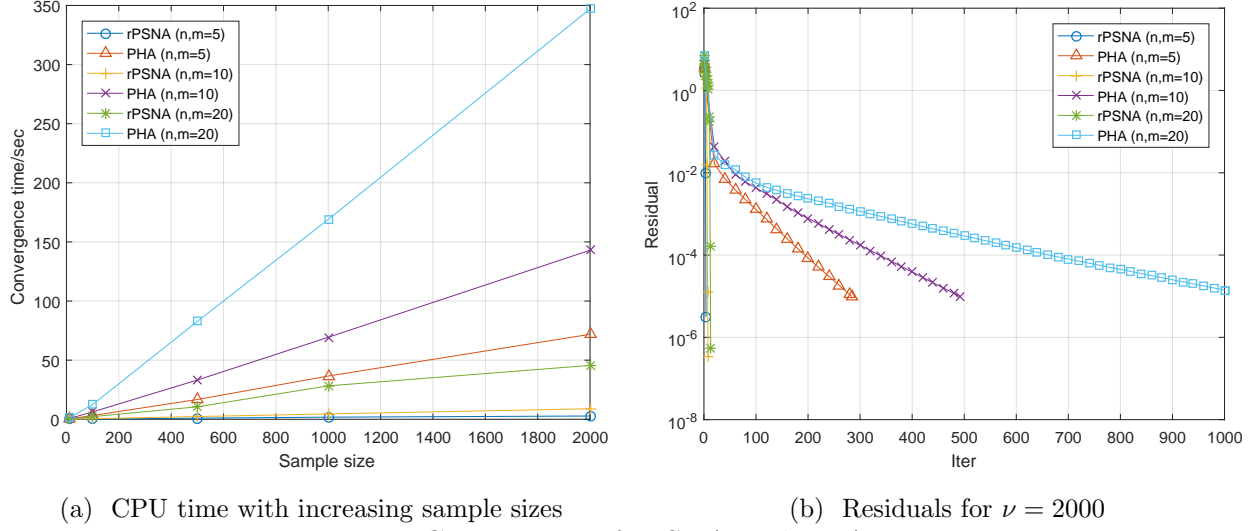 350
300
250
200
150
100
50
0
Convergence time/sec
rPSNA (n,m=5)
PHA (n,m=5)
rPSNA (n,m=10)
PHA (n,m=10)
rPSNA (n,m=20)
PHA (n,m=20)
0 200 400 600 800 1000 1200 1400 1600 1800 2000
Sample size
(a) CPU time with increasing sample sizes
10^2
10^0
10^-2
10^-4
10^-6
10^-8
Residual
rPSNA (n,m=5)
PHA (n,m=5)
rPSNA (n,m=10)
PHA (n,m=10)
rPSNA (n,m=20)
PHA (n,m=20)
0 100 200 300 400 500 600 700 800 900 1000
Iter
(b) Residuals for ν = 2000